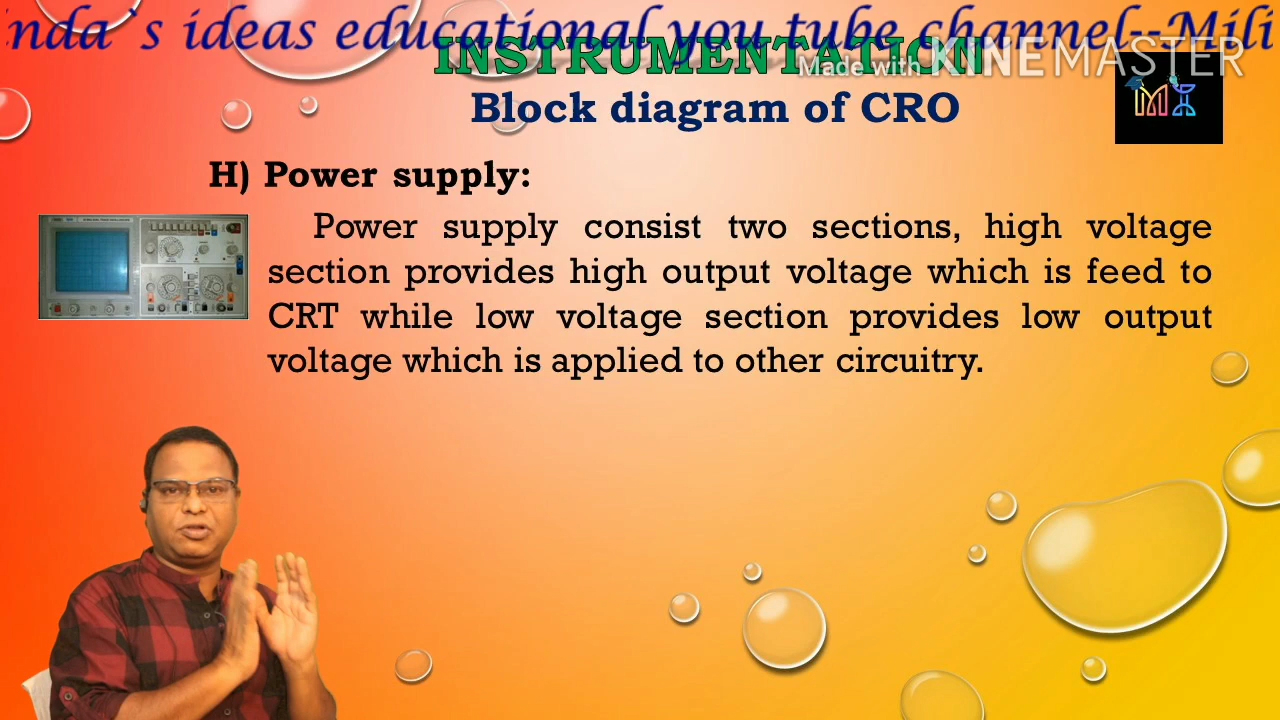 nda`s ideas educational you tube channel--Mili
INSTRUMENTATION
Made with KINEMASTER
Block diagram of CRO
H) Power supply:
Power supply consist two sections, high voltage
section provides high output voltage which is feed to
CRT while low voltage section provides low output
voltage which is applied to other circuitry.